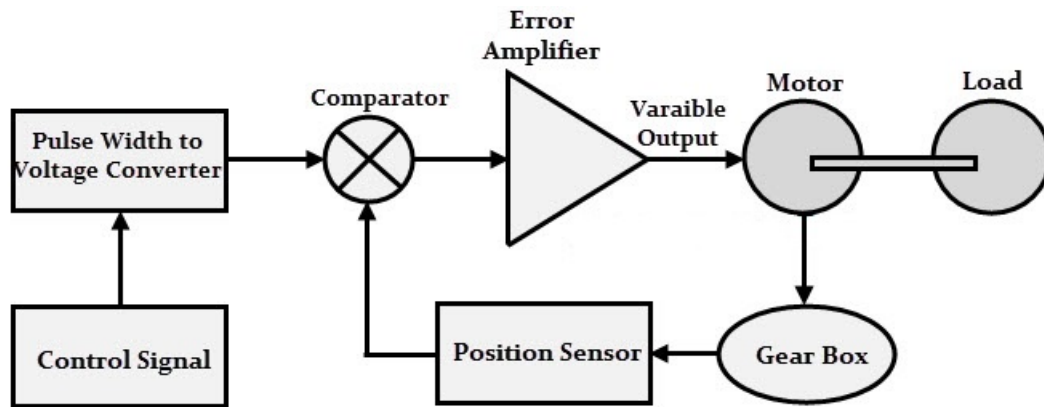 Error
Amplifier
Motor
Load
Comparator
Varaible
Output
Pulse Width to
Voltage Converter
Control Signal
Position Sensor
Gear Box